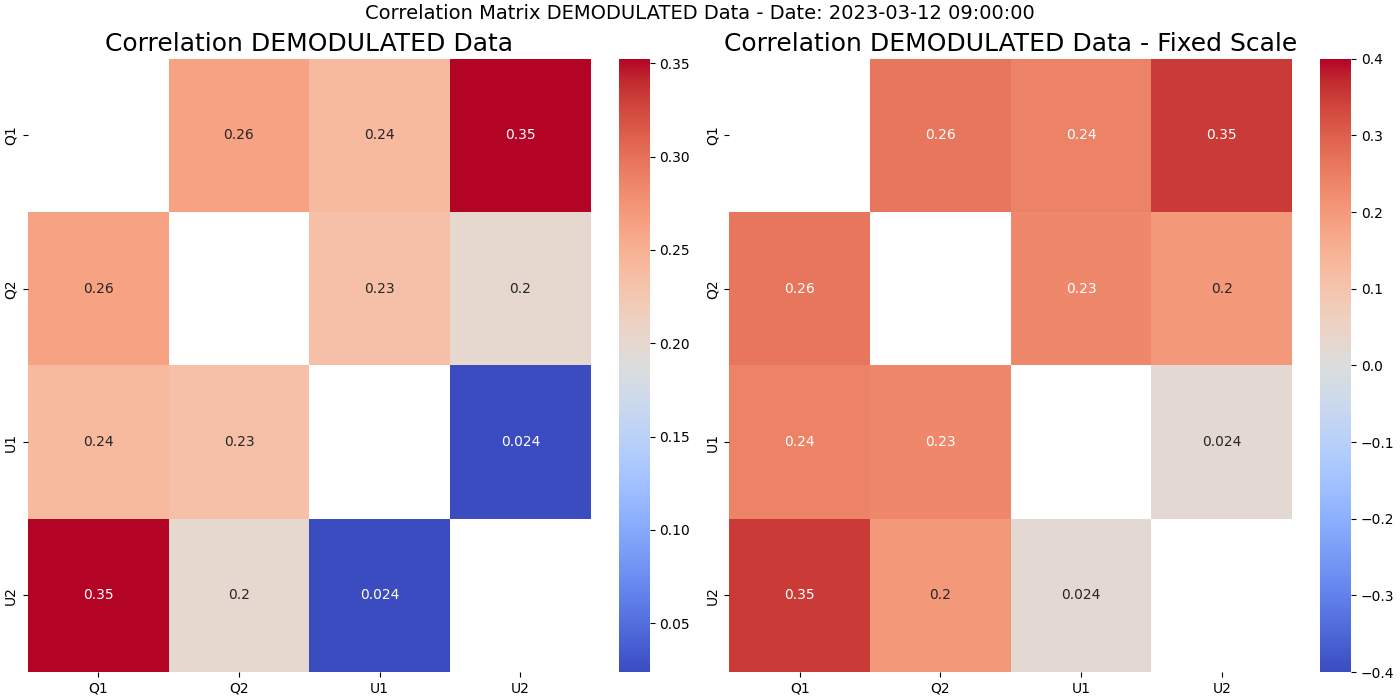 Correlation Matrix DEMODULATED Data - Date: 2023-03-12 09:00:00
Correlation DEMODULATED Data
Q1
0.26
0.24
0.35
Q2
0.26
0.23
0.2
U1
0.24
0.23
0.024
U2
0.35
0.2
0.024
Q1
Q2
U1
U2
0.35
0.30
0.25
0.20
0.15
0.10
0.05
Correlation DEMODULATED Data - Fixed Scale
Q1
0.26
0.24
0.35
Q2
0.26
0.23
0.2
U1
0.24
0.23
0.024
U2
0.35
0.2
0.024
Q1
Q2
U1
U2
0.4
0.3
0.2
0.1
0.0
−0.1
−0.2
−0.3
−0.4